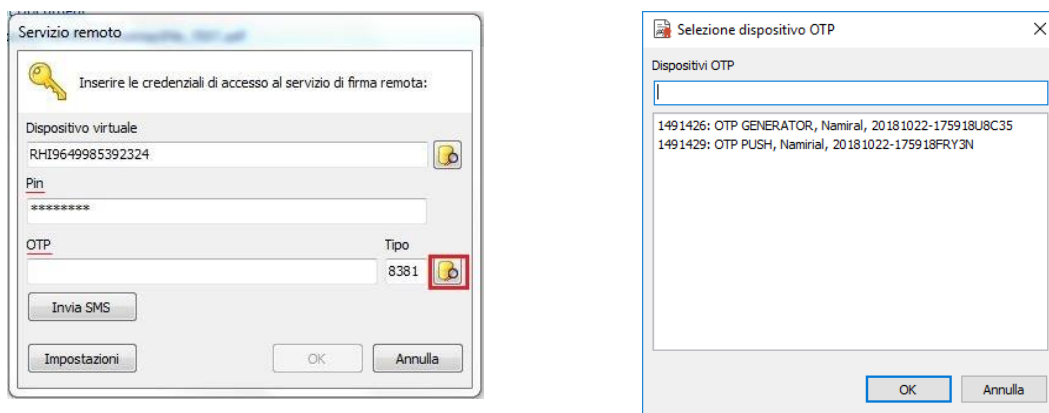 Servizio remoto
Inserire le credenziali di accesso al servizio di firma remota:
Dispositivo virtuale
RHI9649985392324
Pin
********
OTP
Tipo
8381
Invia SMS
Impostazioni
OK
Annulla
Selezione dispositivo OTP
Dispositivi OTP
1491426: OTP GENERATOR, Namiral, 20181022-175918U8C35
1491429: OTP PUSH, Namirial, 20181022-175918FRY3N
OK
Annulla